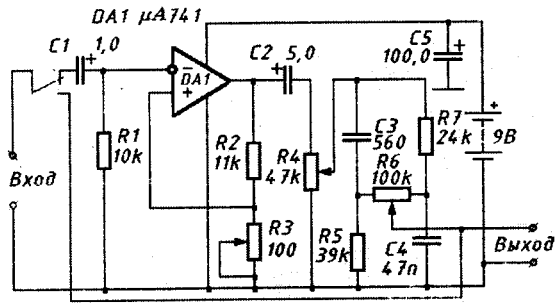 DA1 μA741
C1
1,0
+
C2
5,0
+
C5
100,0
+
DA1
+
R1
10k
R2
11k
R4
47k
C3
560
R7
24k
+
9В
R6
100k
Вход
R3
100
R5
39k
C4
47п
Выход